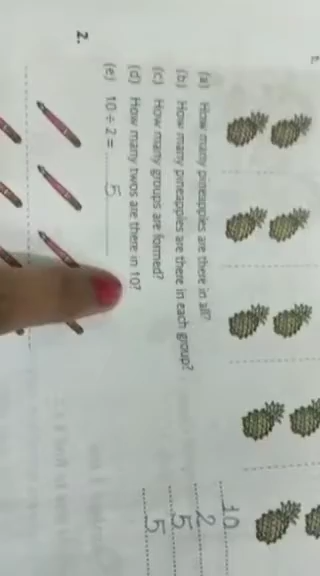 1.
(a) How many pineapples are there in all? 10
(b) How many pineapples are there in each group? 2
(c) How many groups are formed? 5
(d) How many twos are there in 10? 5
(e) 10 ÷ 2 = 5
2.